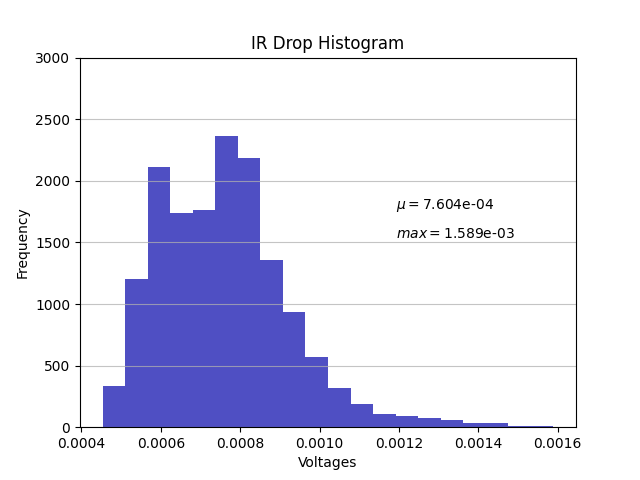 IR Drop Histogram
3000
2500
2000
1500
1000
500
0
Frequency
μ = 7.604e-04
max = 1.589e-03
0.0004 0.0006 0.0008 0.0010 0.0012 0.0014 0.0016
Voltages